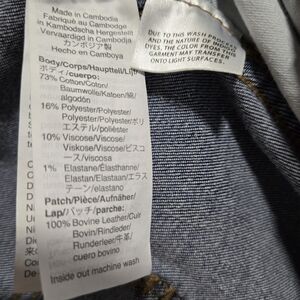 Made in Cambodia
Fabriqué au Cambodge
in Kambodscha Hergestellt
Vervaardigd in Cambodja
カンボジア製
Hecho en Camboya
Body/Corps/Hauptteil/Lijf/
ボディ/cuerpo:
73% Cotton/Coton/
Baumwolle/Katoen/綿/
algodón
16% Polyester/Polyester/
Polyester/Polyester/ポリ
エステル/poliéster
10% Viscose/Viscose/
Viskose/Viscose/ビスコ
ース/viscosa
1% Elastane/Élasthanne/
Elastan/Elastaan/エラス
テーン/elastano
Patch/Pièce/Aufnäher/
Lap/パッチ/parche:
100% Bovine Leather/Cuir
Bovin/Rindleder/
Runderleer/牛革/
cuero bovino
Inside out machine wash
DUE TO THIS WASH PROCESS
AND THE NATURE OF INDIGO
DYES, THE COLOR FROM THIS
GARMENT MAY TRANSFER
ONTO LIGHT SURFACES.